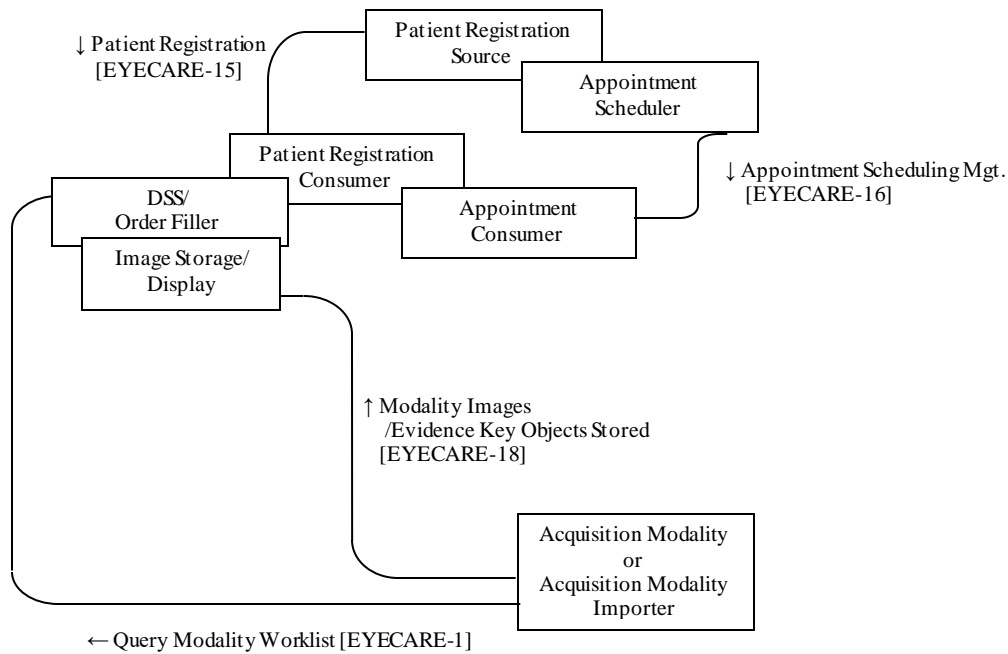 ↓ Patient Registration
[EYECARE-15]
Patient Registration
Source
Appointment
Scheduler
Patient Registration
Consumer
↓ Appointment Scheduling Mgt.
[EYECARE-16]
DSS/
Order Filler
Appointment
Consumer
Image Storage/
Display
↑ Modality Images
/Evidence Key Objects Stored
[EYECARE-18]
Acquisition Modality
or
Acquisition Modality
Importer
← Query Modality Worklist [EYECARE-1]